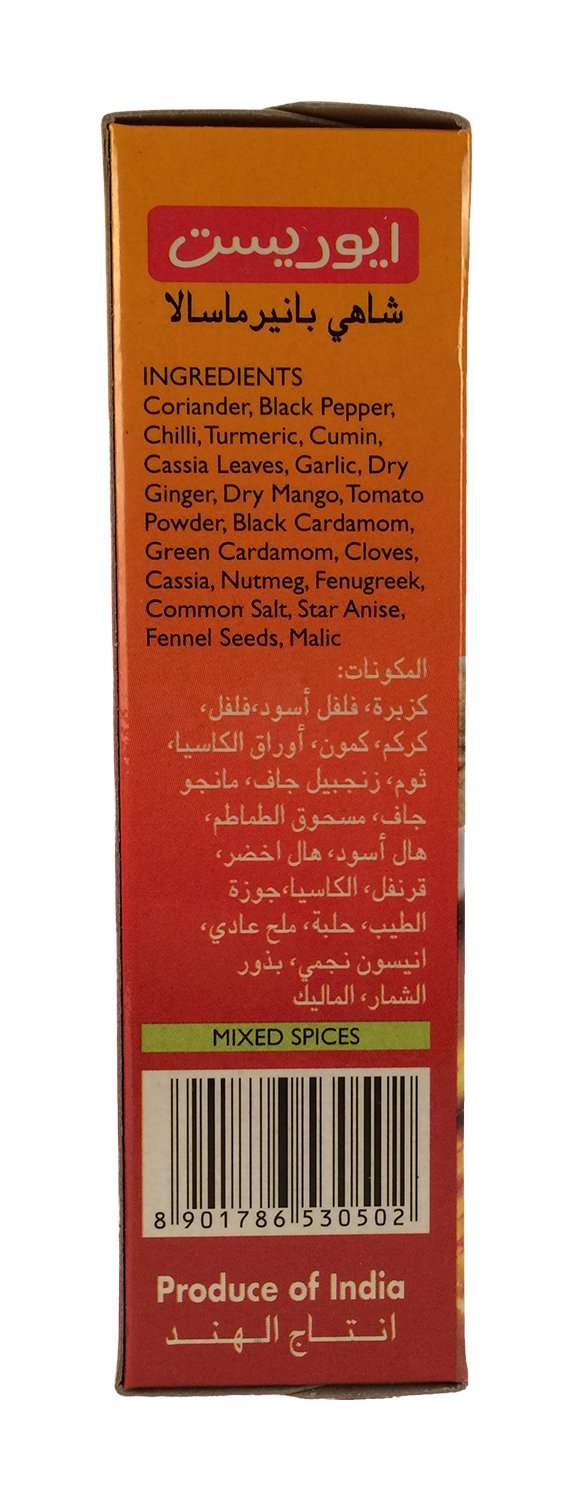 ايوريست
شاهي بانير ماسالا
INGREDIENTS
Coriander, Black Pepper,
Chilli, Turmeric, Cumin,
Cassia Leaves, Garlic, Dry
Ginger, Dry Mango, Tomato
Powder, Black Cardamom,
Green Cardamom, Cloves,
Cassia, Nutmeg, Fenugreek,
Common Salt, Star Anise,
Fennel Seeds, Malic
المكونات:
كزبرة، فلفل أسود،فلفل،
كركم، كمون، أوراق الكاسيا،
ثوم، زنجبيل جاف، مانجو
جاف، مسحوق الطماطم،
هال أسود، هال اخضر،
قرنفل، الكاسيا،جوزة
الطيب، حلبة، ملح عادي،
انيسون نجمي، بذور
الشمار، الماليك
MIXED SPICES
8 901786 530502
Produce of India
انتاج الهند